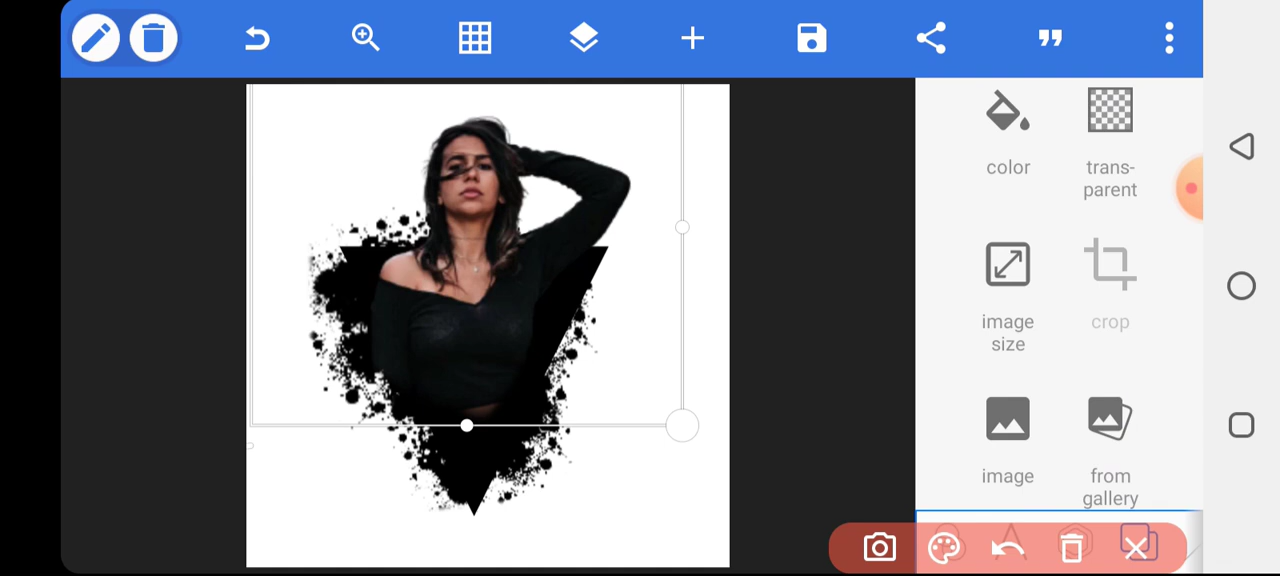 color
trans-
parent
image
size
crop
image
from
gallery